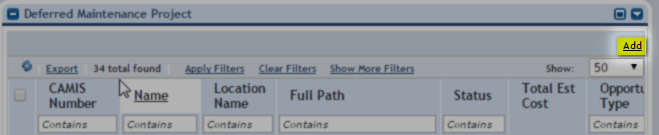 Deferred Maintenance Project
Add
Export 34 total found Apply Filters Clear Filters Show More Filters Show: 50
CAMIS Number Name Location Name Full Path Status Total Est Cost Opportu Type
Contains Contains Contains Contains Contains Contains